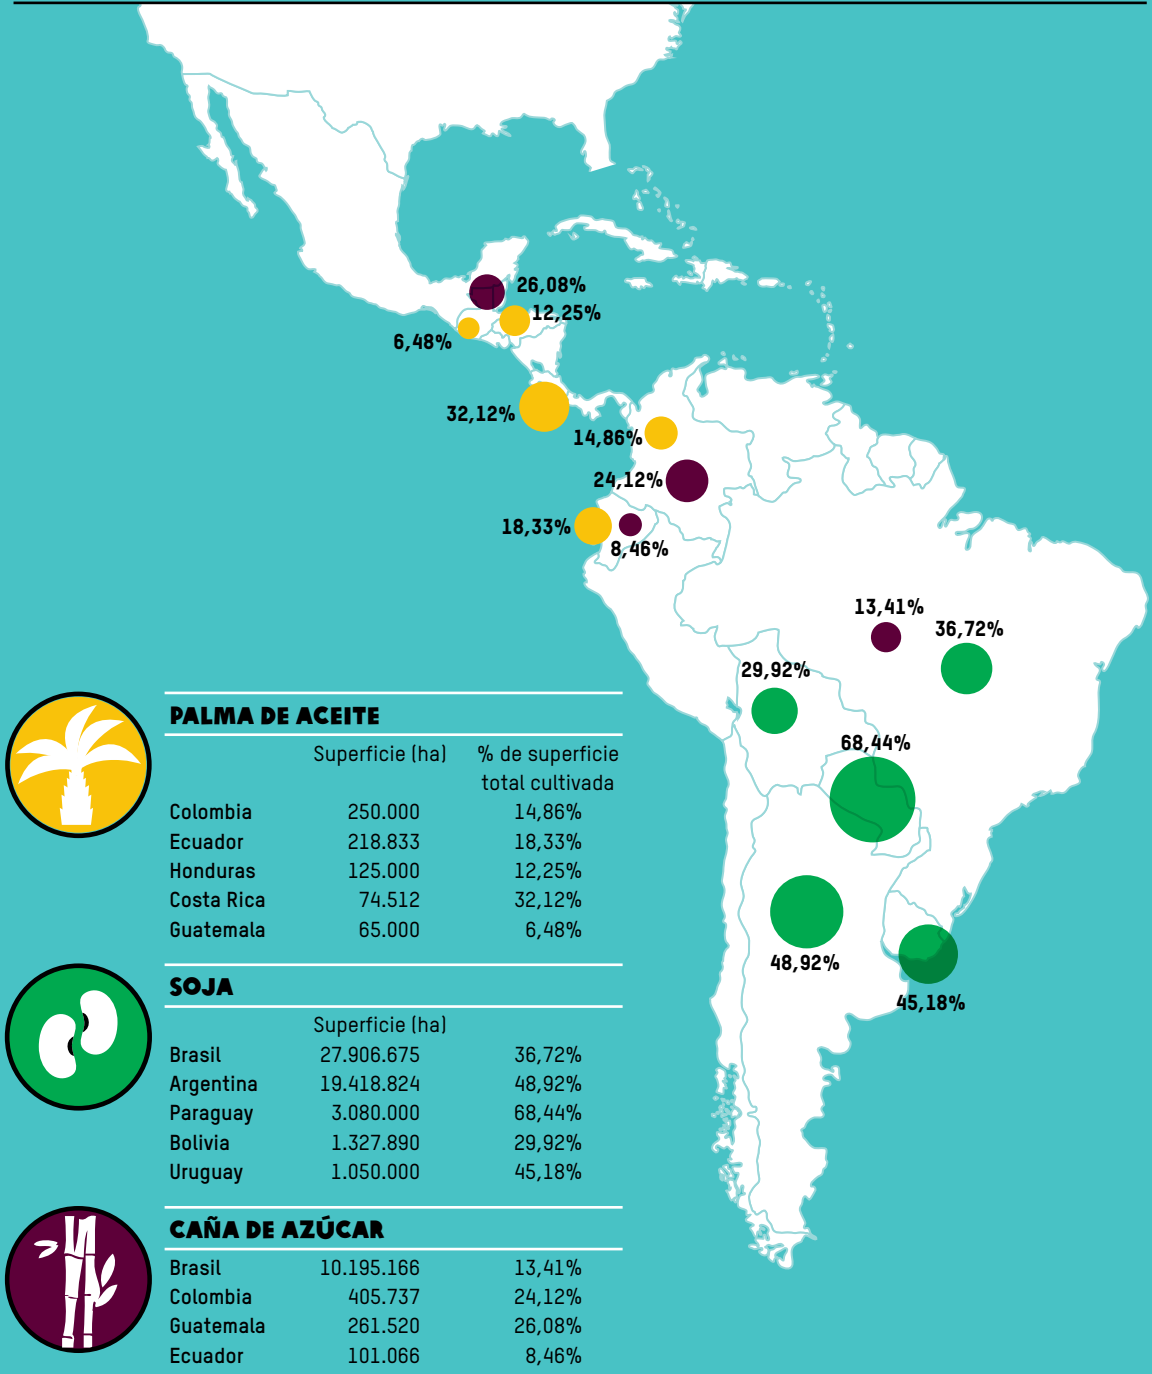 26,08%
12,25%
6,48%
32,12%
14,86%
24,12%
18,33%
8,46%
13,41%
36,72%
29,92%
68,44%
48,92%
45,18%
PALMA DE ACEITE
Superficie (ha) % de superficie
total cultivada
Colombia 250.000 14,86%
Ecuador 218.833 18,33%
Honduras 125.000 12,25%
Costa Rica 74.512 32,12%
Guatemala 65.000 6,48%
SOJA
Superficie (ha)
Brasil 27.906.675 36,72%
Argentina 19.418.824 48,92%
Paraguay 3.080.000 68,44%
Bolivia 1.327.890 29,92%
Uruguay 1.050.000 45,18%
CAÑA DE AZÚCAR
Brasil 10.195.166 13,41%
Colombia 405.737 24,12%
Guatemala 261.520 26,08%
Ecuador 101.066 8,46%